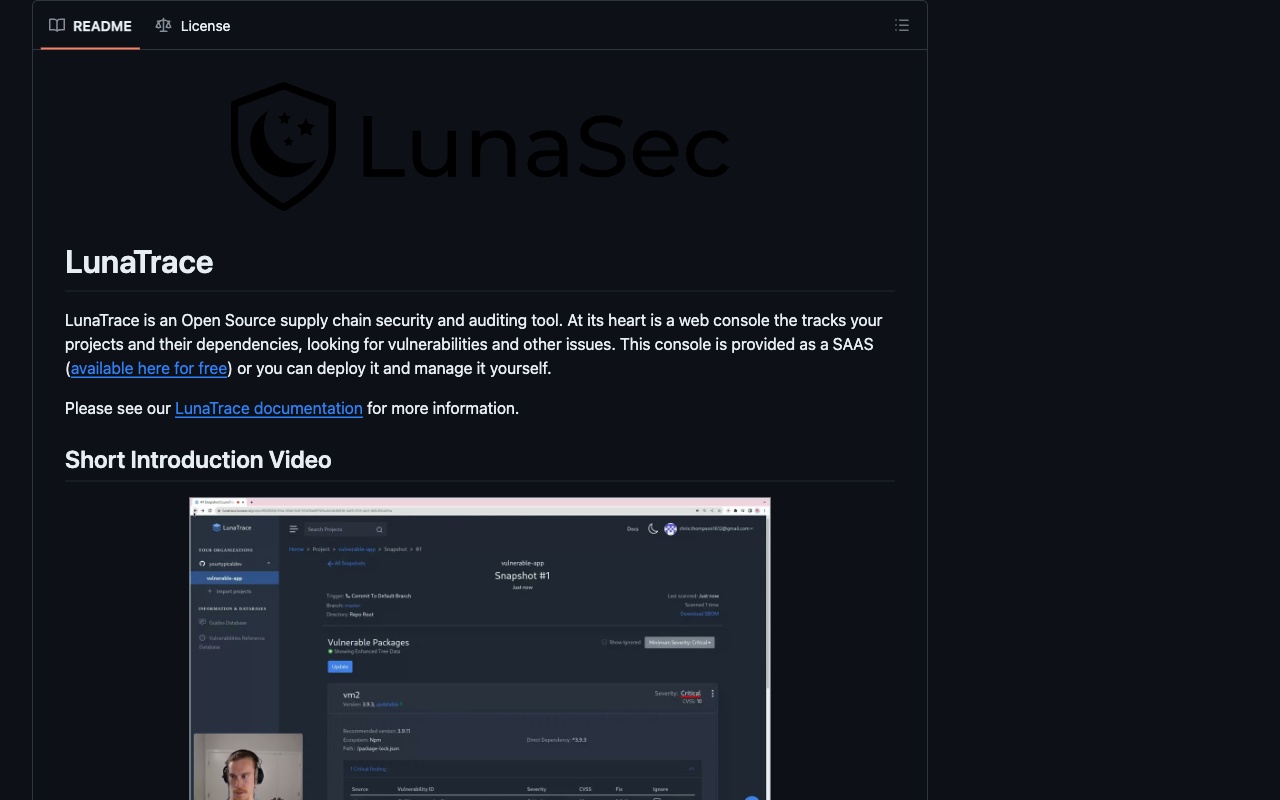 README
License
LunaSec
LunaTrace
LunaTrace is an Open Source supply chain security and auditing tool. At its heart is a web console the tracks your
projects and their dependencies, looking for vulnerabilities and other issues. This console is provided as a SAAS
(available here for free) or you can deploy it and manage it yourself.
Please see our LunaTrace documentation for more information.
Short Introduction Video
LunaTrace
Search Projects
Docs
YOUR ORGANIZATIONS
Home > Project > vulnerable-app > Snapshot > #1
yourtypicaldev
All Snapshots
vulnerable-app
vulnerable-app
Snapshot #1
Just now
Import projects
Trigger: Commit To Default Branch
Last scanned: Just now
Branch: master
Scanned 1 time
INFORMATION & DATABASES
Directory: Repo Root
Download SBOM
Guides Database
Vulnerabilities Reference
Database
Vulnerable Packages
Show Ignored
Minimum Severity: Critical
Showing Enhanced Tree Data
Update
vm2
Severity: Critical
Version: 3.9.3,
CVSS: 10
Recommended version: 3.9.11
Ecosystem: Npm
Direct Dependency: ^3.9.3
Path: /package-lock.json
1 Critical Finding
Source Vulnerability ID Severity CVSS Fix Ignore